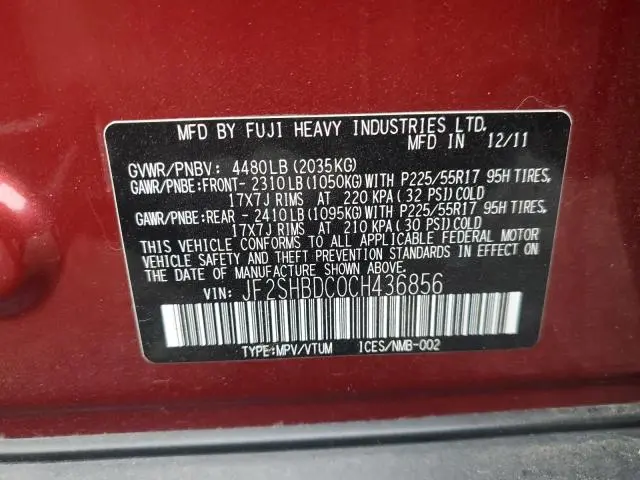 MFD BY FUJI HEAVY INDUSTRIES LTD.
MFD IN 12/11
GVWR/PNBV: 4480LB (2035KG)
GAWR/PNBE:FRONT- 2310LB (1050KG)WITH P225/55R17 95H TIRES,
17X7J RIMS AT 220 KPA (32 PSI) COLD
GAWR/PNBE:REAR - 2410LB (1095KG)WITH P225/55R17 95H TIRES,
17X7J RIMS AT 210 KPA (30 PSI) COLD
THIS VEHICLE CONFORMS TO ALL APPLICABLE FEDERAL MOTOR
VEHICLE SAFETY AND THEFT PREVENTION STANDARDS IN EFFECT ON
THE DATE OF MANUFACTURE SHOWN ABOVE.
VIN: JF2SHBDC0CH436856
TYPE:MPV/VTUM ICES/NMB-002